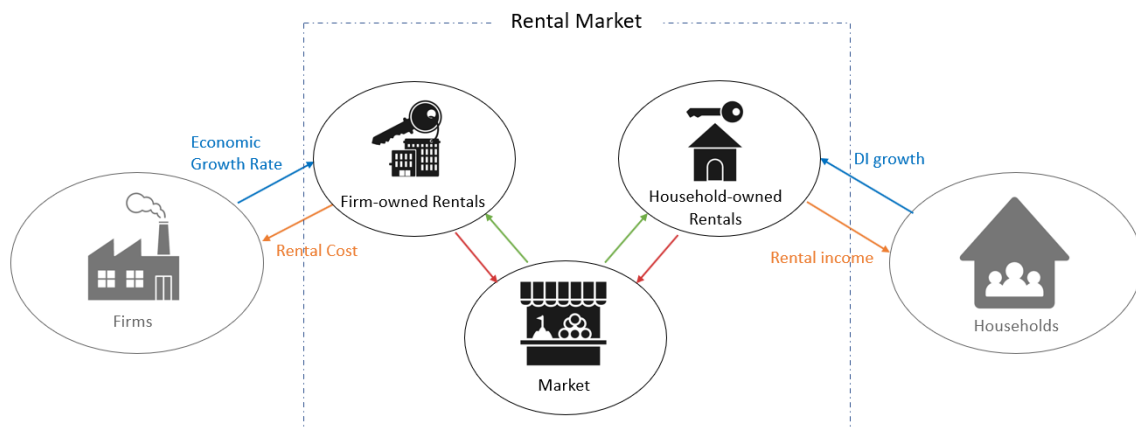 Rental Market
Economic
Growth Rate
DI growth
Firm-owned Rentals
Household-owned
Rentals
Rental Cost
Rental income
Firms
Households
Market